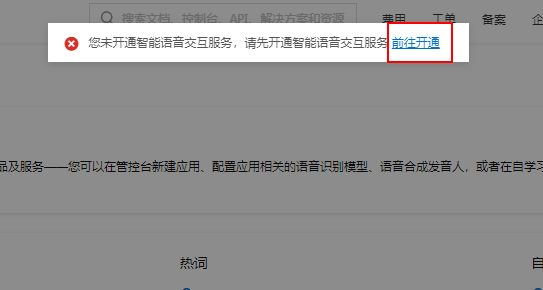 搜索文档、控制台、API、解决方案和资源
费用 工单 备案 企
您未开通智能语音交互服务，请先开通智能语音交互服务 前往开通
品及服务——您可以在管控台新建应用、配置应用相关的语音识别模型、语音合成发音人，或者在自学习
热词
自